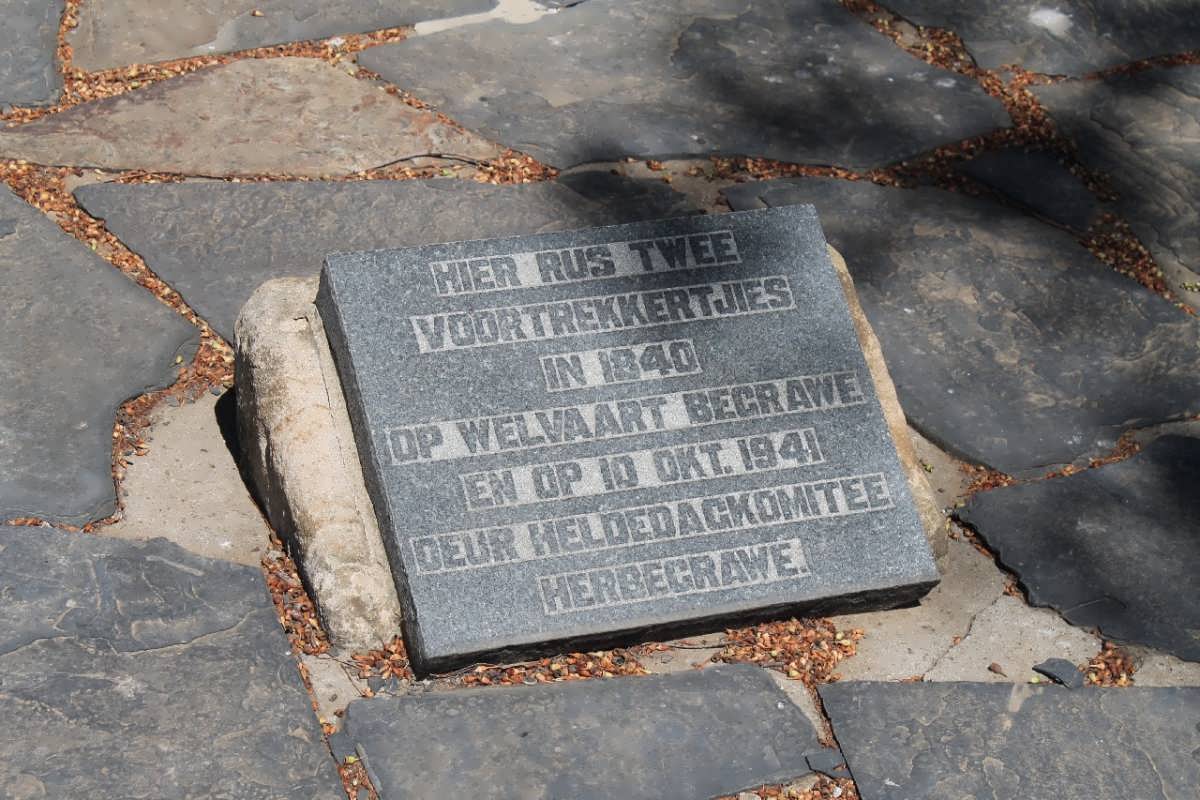 HIER RUS TWEE
VOORTREKKERTJIES
IN 1840
OP WELVAART BEGRAWE
EN OP 10 OKT. 1941
DEUR HELDEDAGKOMITEE
HERBEGRAWE.